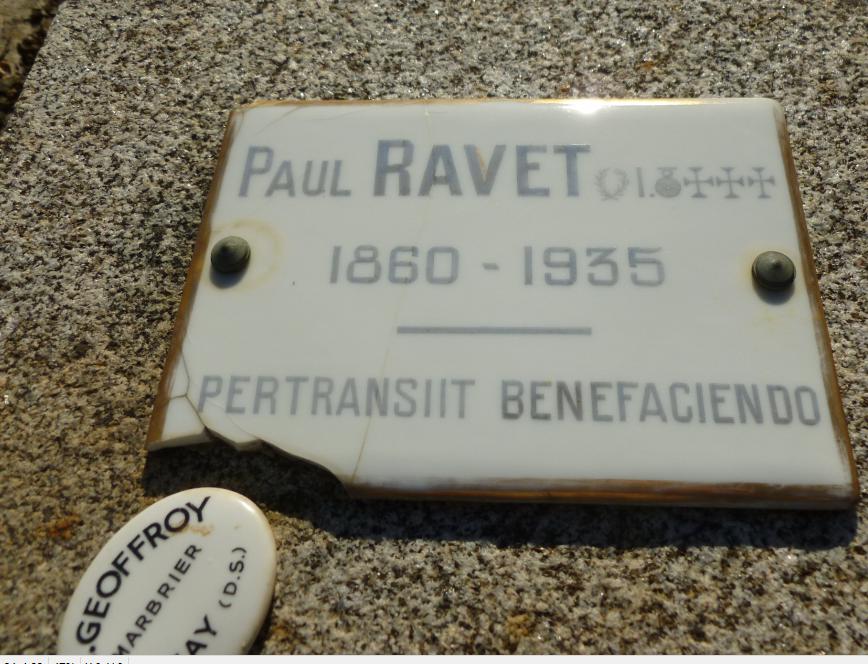 PAUL RAVET I.
1860 - 1935
PERTRANSIIT BENEFACIENDO
.GEOFFROY
MARBRIER
AY (D.S.)